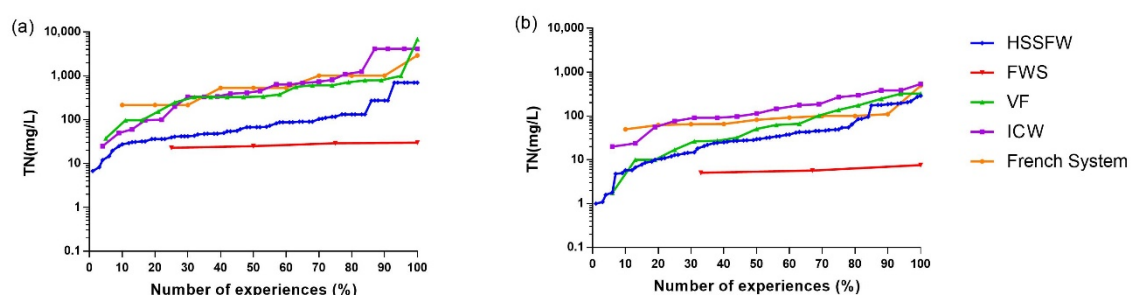 (a)
TN(mg/L)
10,000
1,000
100
10
1
0.1
0 10 20 30 40 50 60 70 80 90 100
Number of experiences (%)
(b)
TN(mg/L)
10,000
1,000
100
10
1
0.1
0 10 20 30 40 50 60 70 80 90 100
Number of experiences (%)
HSSFW
FWS
VF
ICW
French System